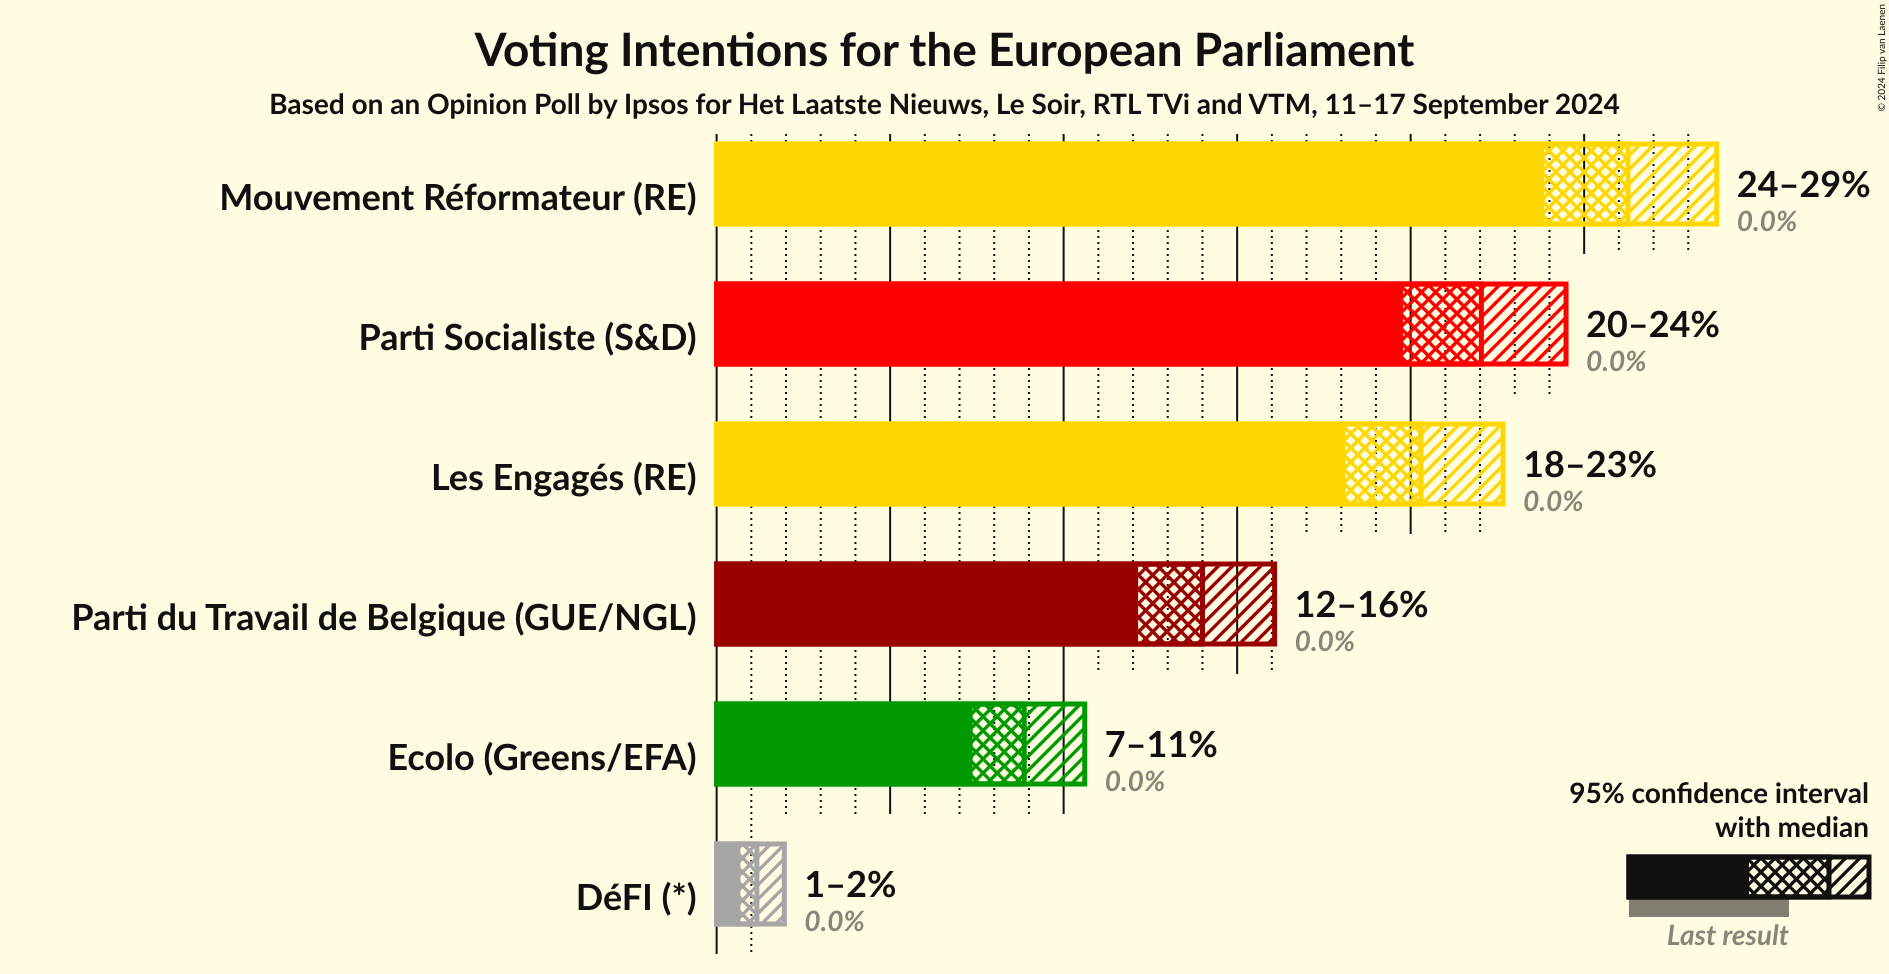 Voting Intentions for the European Parliament
Based on an Opinion Poll by Ipsos for Het Laatste Nieuws, Le Soir, RTL TVi and VTM, 11–17 September 2024
© 2024 Filip van Laenen
Mouvement Réformateur (RE)
24–29%
0.0%
Parti Socialiste (S&D)
20–24%
0.0%
Les Engagés (RE)
18–23%
0.0%
Parti du Travail de Belgique (GUE/NGL)
12–16%
0.0%
Ecolo (Greens/EFA)
7–11%
0.0%
DéFI (*)
1–2%
0.0%
95% confidence interval
with median
Last result